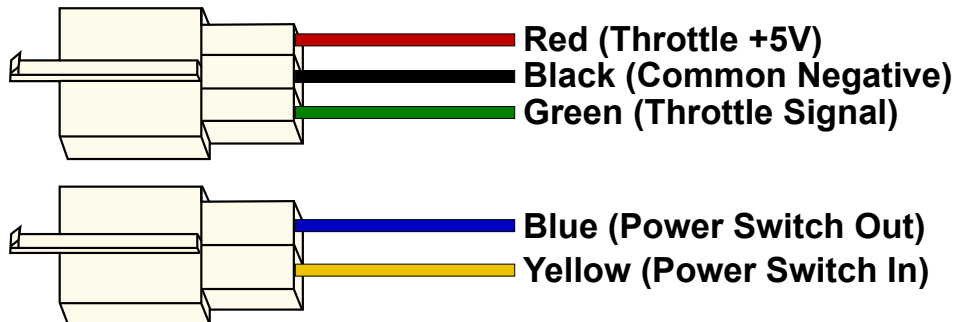 Red (Throttle +5V)
Black (Common Negative)
Green (Throttle Signal)
Blue (Power Switch Out)
Yellow (Power Switch In)